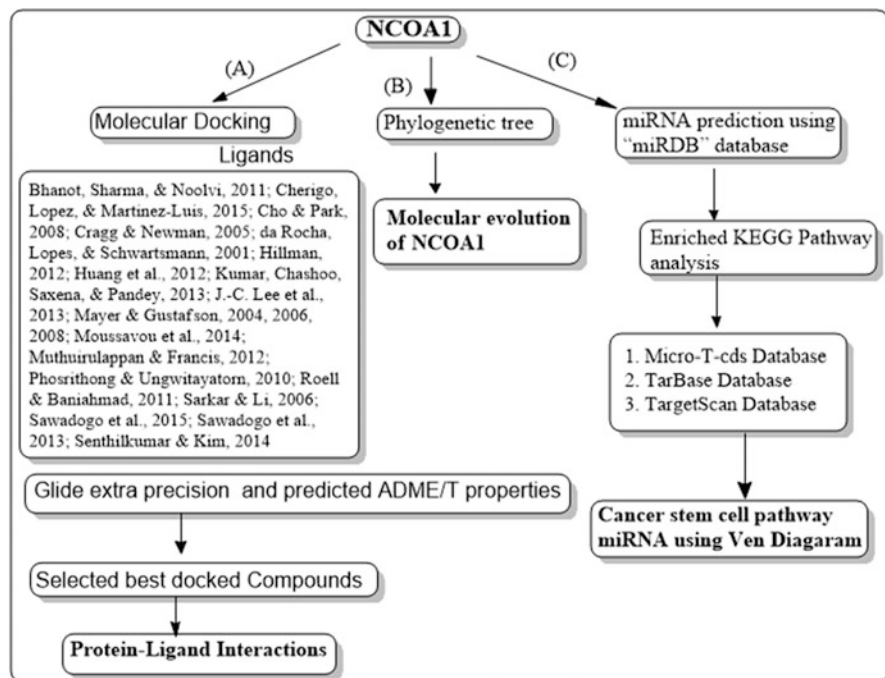 NCOA1
(A)
(B)
(C)
Molecular Docking
Ligands
Bhanot, Sharma, & Noolvi, 2011; Cherigo,
Lopez, & Martinez-Luis, 2015; Cho & Park,
2008; Cragg & Newman, 2005; da Rocha,
Lopes, & Schwartsmann, 2001; Hillman,
2012; Huang et al., 2012; Kumar, Chashoo,
Saxena, & Pandey, 2013; J.-C. Lee et al.,
2013; Mayer & Gustafson, 2004, 2006,
2008; Moussavou et al., 2014;
Muthuirulappan & Francis, 2012;
Phosrithong & Ungwitayatorn, 2010; Roell
& Baniahmad, 2011; Sarkar & Li, 2006;
Sawadogo et al., 2015; Sawadogo et al.,
2013; Senthilkumar & Kim, 2014
Glide extra precision and predicted ADME/T properties
Selected best docked Compounds
Protein-Ligand Interactions
Phylogenetic tree
Molecular evolution
of NCOA1
miRNA prediction using
“miRDB” database
Enriched KEGG Pathway
analysis
1. Micro-T-cds Database
2. TarBase Database
3. TargetScan Database
Cancer stem cell pathway
miRNA using Ven Diagaram